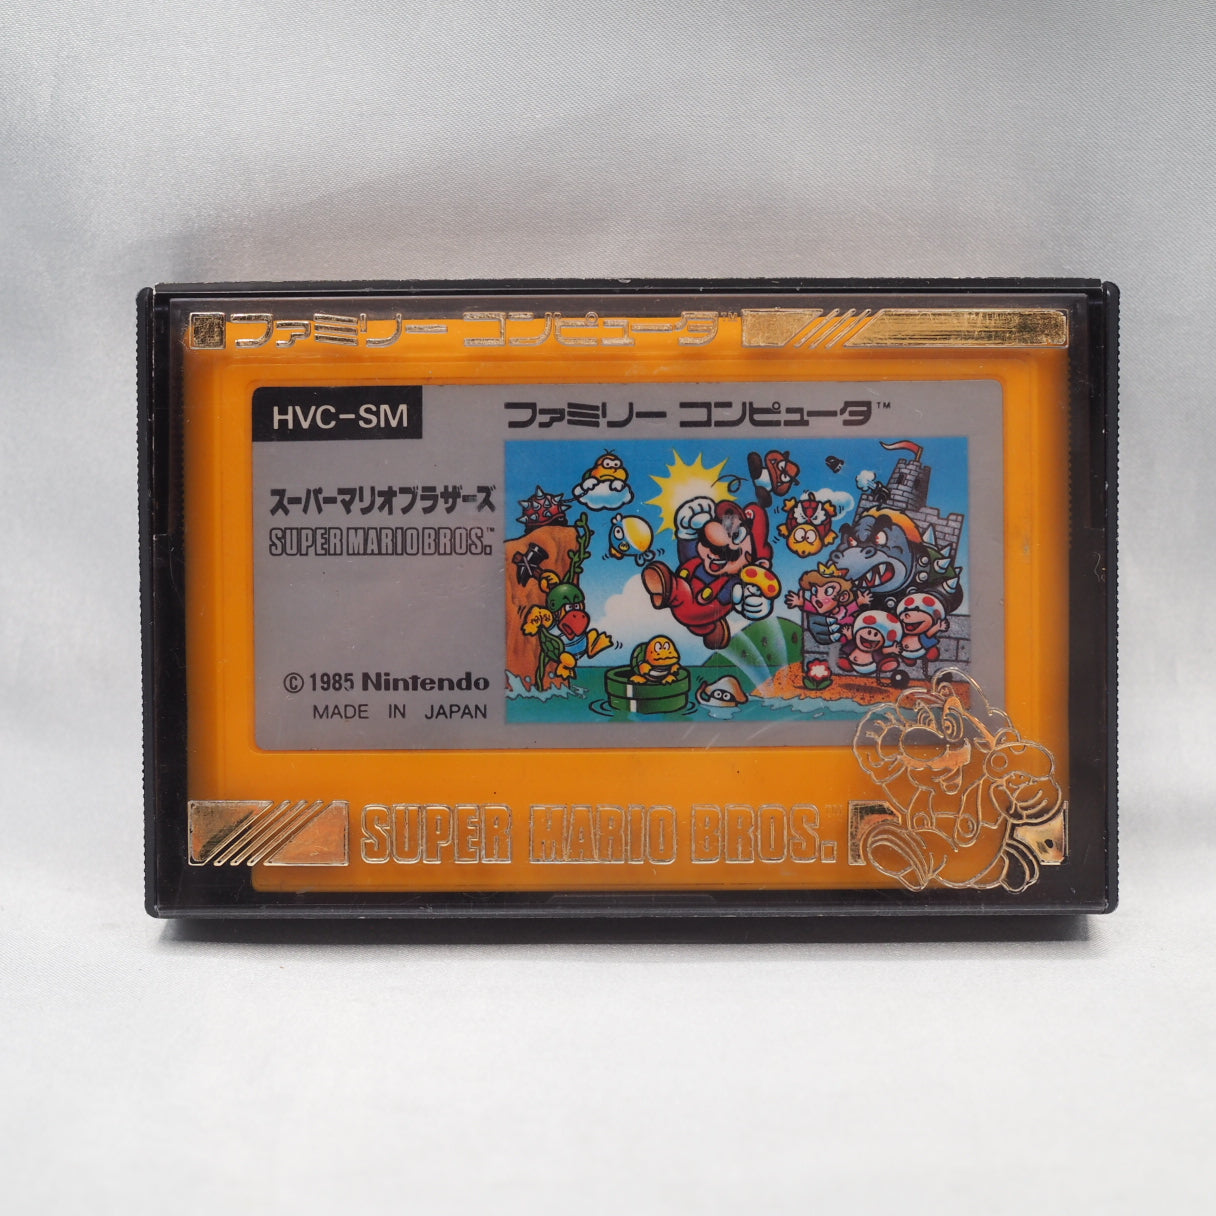 ファミリー コンピュータ™
HVC-SM
ファミリー コンピュータ™
スーパーマリオブラザーズ
SUPER MARIO BROS.™
© 1985 Nintendo
MADE IN JAPAN
SUPER MARIO BROS.™